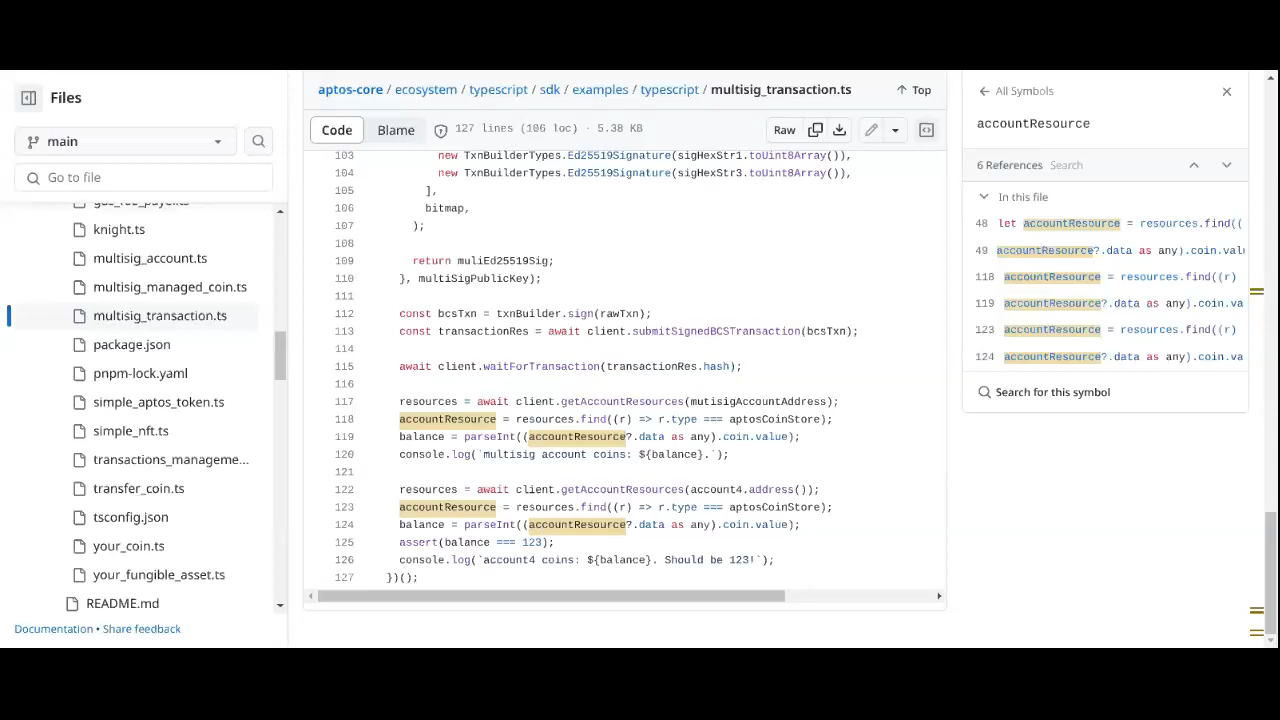 Files
main
Go to file
knight.ts
multisig_account.ts
multisig_managed_coin.ts
multisig_transaction.ts
package.json
pnpm-lock.yaml
simple_aptos_token.ts
simple_nft.ts
transactions_manageme...
transfer_coin.ts
tsconfig.json
your_coin.ts
your_fungible_asset.ts
README.md
Documentation • Share feedback
aptos-core / ecosystem / typescript / sdk / examples / typescript / multisig_transaction.ts
Top
Code Blame 127 lines (106 loc) · 5.38 KB Raw
103 new TxnBuilderTypes.Ed25519Signature(sigHexStr1.toUint8Array()),
104 new TxnBuilderTypes.Ed25519Signature(sigHexStr3.toUint8Array()),
105 ],
106 bitmap,
107 );
108
109 return muliEd25519Sig;
110 }, multiSigPublicKey);
111
112 const bcsTxn = txnBuilder.sign(rawTxn);
113 const transactionRes = await client.submitSignedBCSTransaction(bcsTxn);
114
115 await client.waitForTransaction(transactionRes.hash);
116
117 resources = await client.getAccountResources(mutisigAccountAddress);
118 accountResource = resources.find((r) => r.type === aptosCoinStore);
119 balance = parseInt((accountResource?.data as any).coin.value);
120 console.log(`multisig account coins: ${balance}.`);
121
122 resources = await client.getAccountResources(account4.address());
123 accountResource = resources.find((r) => r.type === aptosCoinStore);
124 balance = parseInt((accountResource?.data as any).coin.value);
125 assert(balance === 123);
126 console.log(`account4 coins: ${balance}. Should be 123!`);
127 })();
All Symbols
accountResource
6 References Search
In this file
48 let accountResource = resources.find((
49 accountResource?.data as any).coin.valu
118 accountResource = resources.find((r)
119 accountResource?.data as any).coin.va
123 accountResource = resources.find((r)
124 accountResource?.data as any).coin.va
Search for this symbol